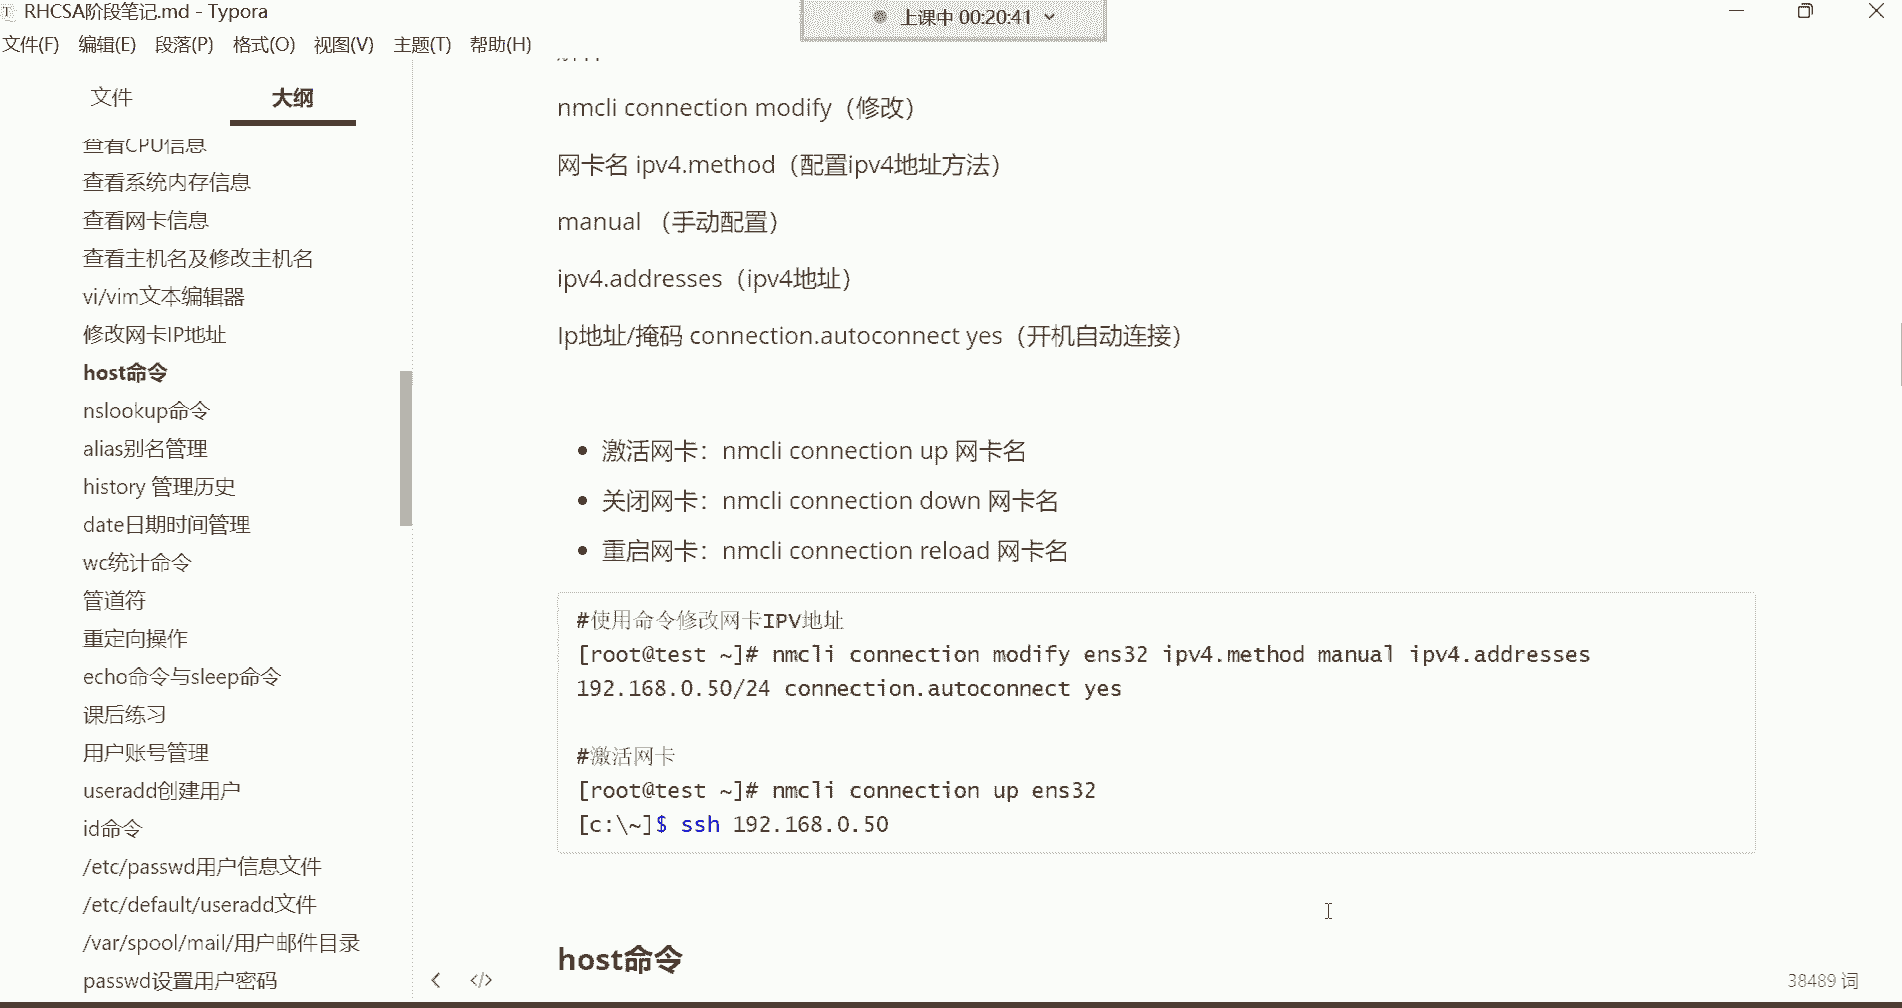 RHCSA阶段笔记.md - Typora
上课中 00:20:41
文件(F) 编辑(E) 段落(P) 格式(O) 视图(V) 主题(T) 帮助(H)
文件 大纲
查看CPU信息
查看系统内存信息
查看网卡信息
查看主机名及修改主机名
vi/vim文本编辑器
修改网卡IP地址
host命令
nslookup命令
alias别名管理
history 管理历史
date日期时间管理
wc统计命令
管道符
重定向操作
echo命令与sleep命令
课后练习
用户账号管理
useradd创建用户
id命令
/etc/passwd用户信息文件
/etc/default/useradd文件
/var/spool/mail/用户邮件目录
passwd设置用户密码
nmcli connection modify（修改）
网卡名 ipv4.method（配置ipv4地址方法）
manual （手动配置）
ipv4.addresses（ipv4地址）
Ip地址/掩码 connection.autoconnect yes（开机自动连接）
激活网卡：nmcli connection up 网卡名
关闭网卡：nmcli connection down 网卡名
重启网卡：nmcli connection reload 网卡名
#使用命令修改网卡IPV地址
[root@test ~]# nmcli connection modify ens32 ipv4.method manual ipv4.addresses
192.168.0.50/24 connection.autoconnect yes
#激活网卡
[root@test ~]# nmcli connection up ens32
[c:\~]$ ssh 192.168.0.50
host命令
38489 词